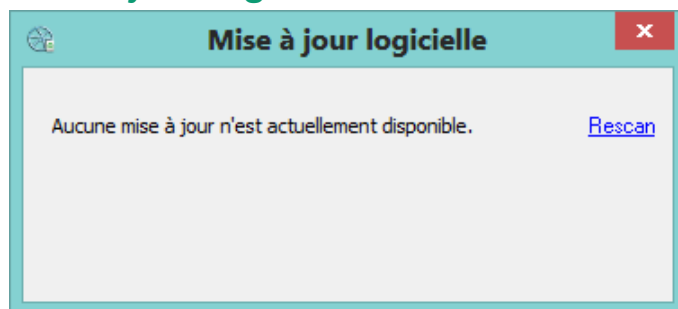 Mise à jour logicielle
Aucune mise à jour n'est actuellement disponible. Rescan